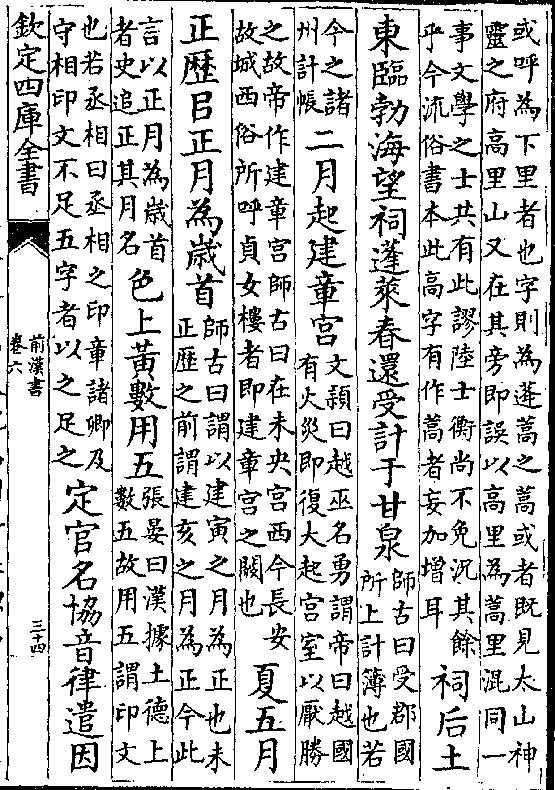 或呼為下里者也字則為蓬蒿之蒿或者既見太山神
靈之府高里山又在其旁即誤以高里為蒿里混同一
事文學之士共有此謬陸士衡尚不免況其餘
乎今流俗書本此高字有作蒿者妄加增耳
祠后土
東臨勃海望祠蓬萊春還受計于甘泉
師古曰受郡國
所上計簿也若
今之諸
州計帳
二月起建章宫
文穎曰越巫名勇謂帝曰越國
有火災即復大起宫室以厭勝
之故帝作建章宫師古曰在未央宫西今長安
故城西俗所呼貞女樓者即建章宫之闕也
夏五月
正歷㠯正月為歲首
師古曰謂以建寅之月為正也未
正歷之前謂建亥之月為正今此
言以正月為歲首
者史追正其月名
色上黄數用五
張晏曰漢據土德上
數五故用五謂印文
也若丞相曰丞相之印章諸卿及
守相印文不足五字者以之足之
定官名協音律遣因
欽定四庫全書
前漢書
卷六
三十四